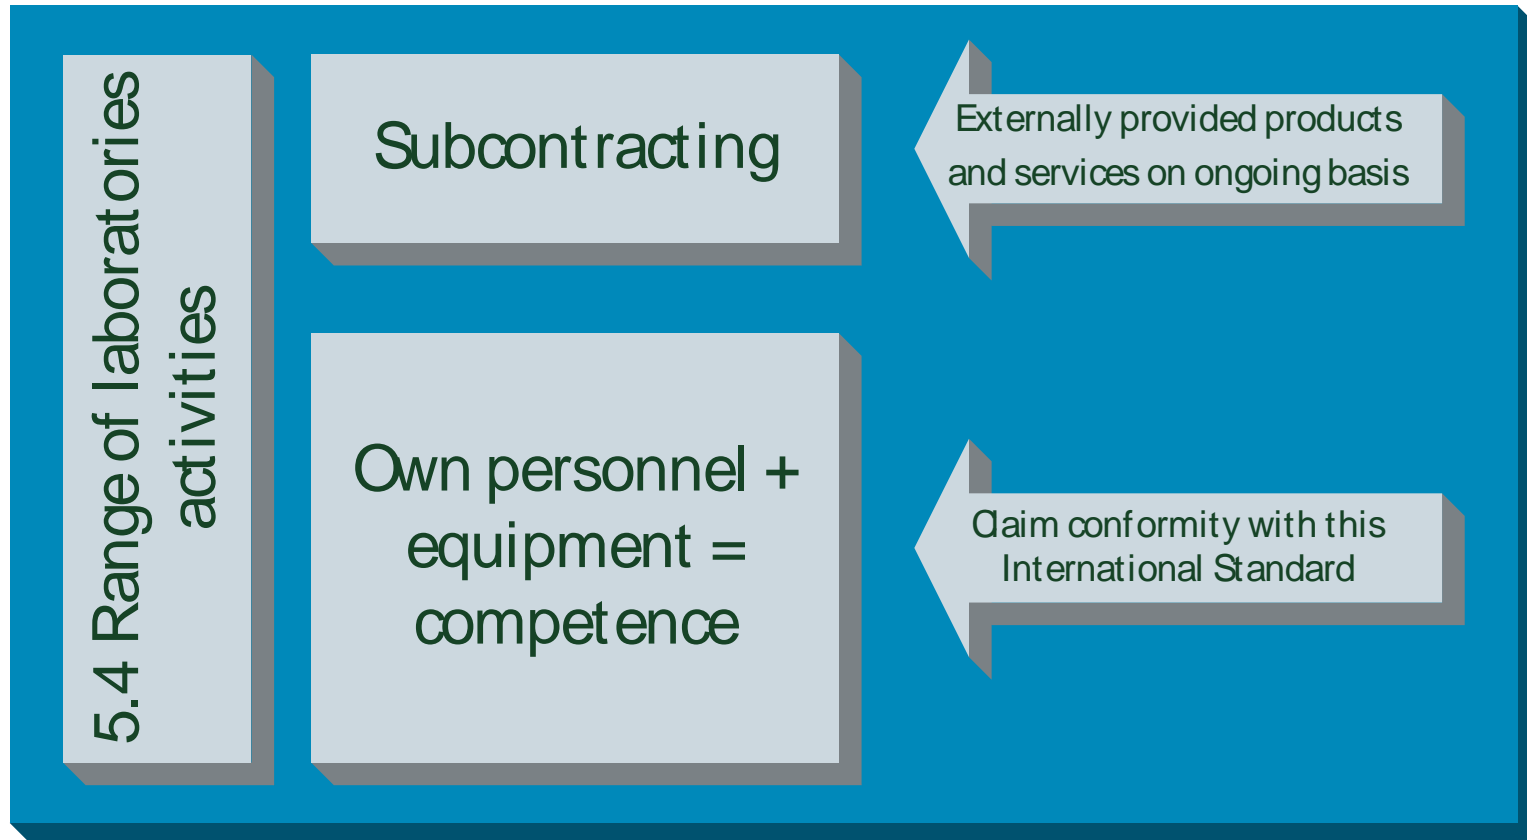 5.4 Range of laboratories
activities
Subcontracting
Externally provided products
and services on ongoing basis
Own personnel +
equipment =
competence
Claim conformity with this
International Standard